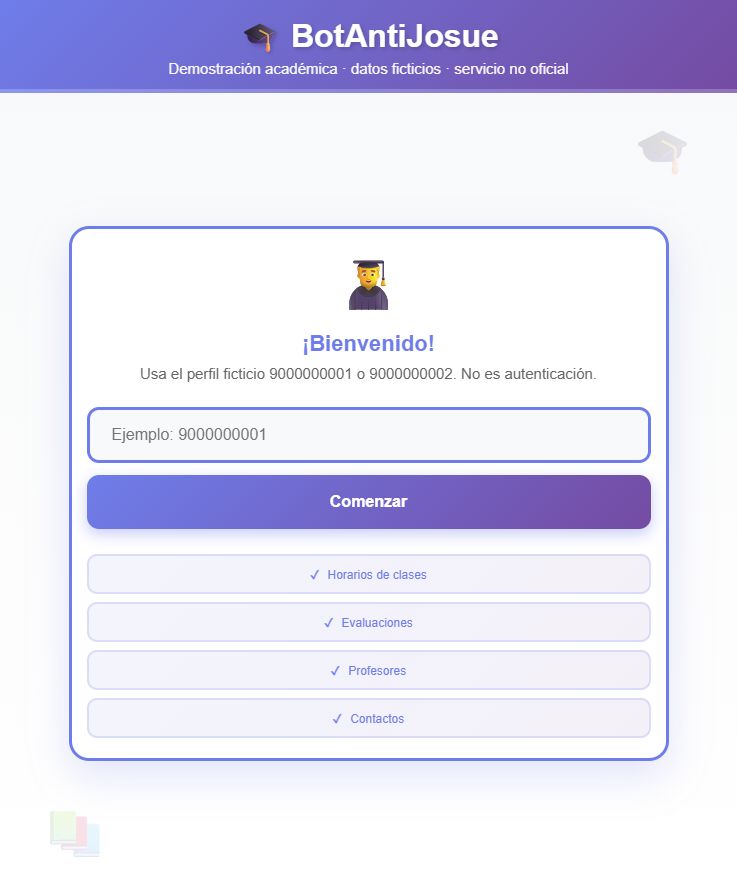 BotAntiJosue
Demostración académica · datos ficticios · servicio no oficial
¡Bienvenido!
Usa el perfil ficticio 9000000001 o 9000000002. No es autenticación.
Ejemplo: 9000000001
Comenzar
✓ Horarios de clases
✓ Evaluaciones
✓ Profesores
✓ Contactos